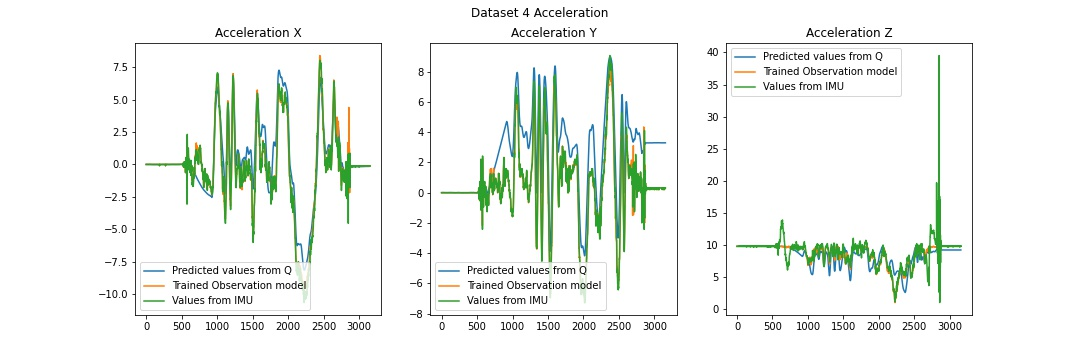 Dataset 4 Acceleration
Acceleration X
7.5
5.0
2.5
0.0
−2.5
−5.0
−7.5
−10.0
Predicted values from Q
Trained Observation model
Values from IMU
0 500 1000 1500 2000 2500 3000
Acceleration Y
8
6
4
2
0
−2
−4
−6
−8
Predicted values from Q
Trained Observation model
Values from IMU
0 500 1000 1500 2000 2500 3000
Acceleration Z
40
35
30
25
20
15
10
5
0
Predicted values from Q
Trained Observation model
Values from IMU
0 500 1000 1500 2000 2500 3000